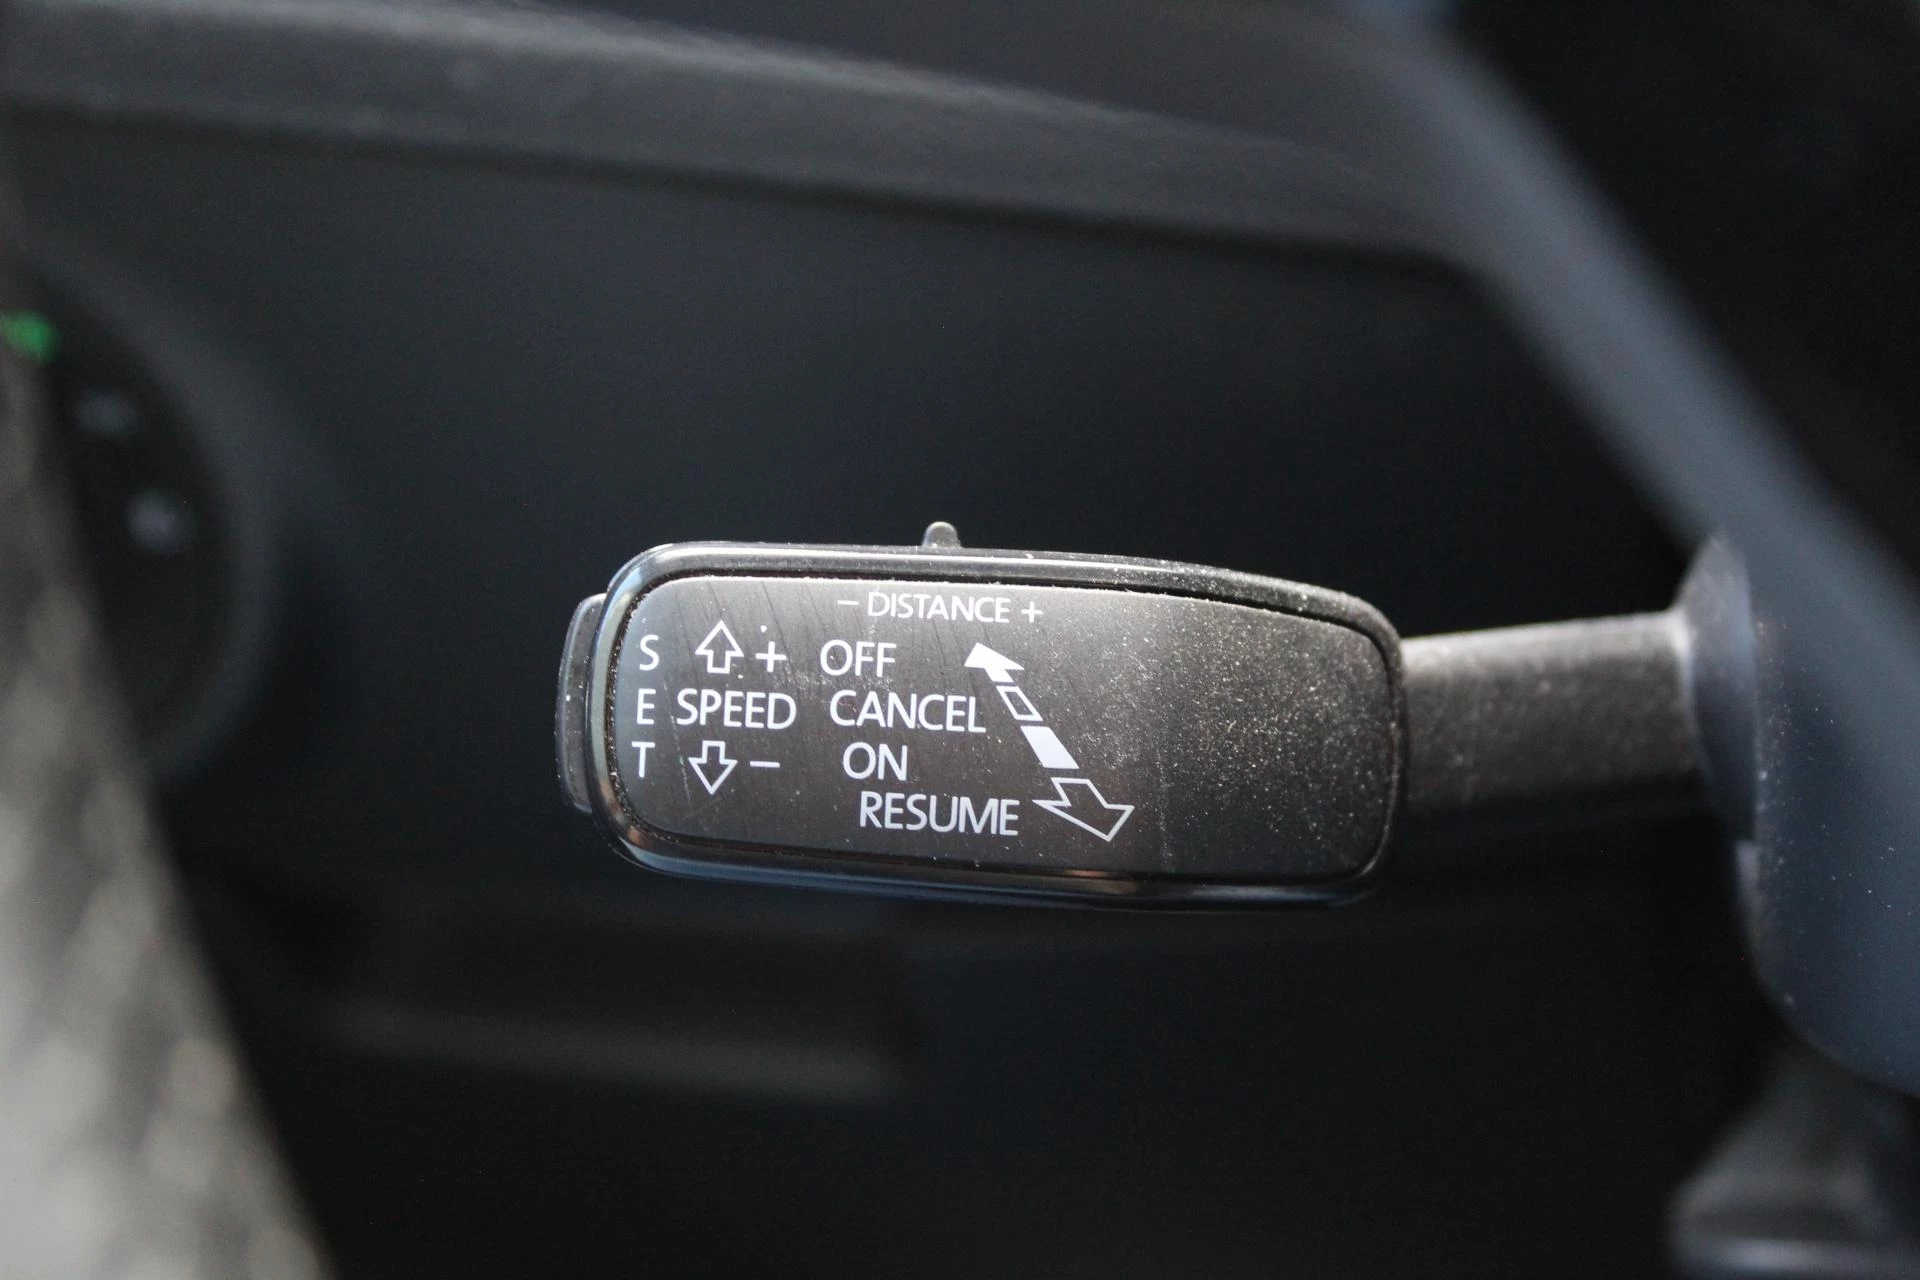 − DISTANCE +
S + OFF
E SPEED CANCEL
T − ON
RESUME